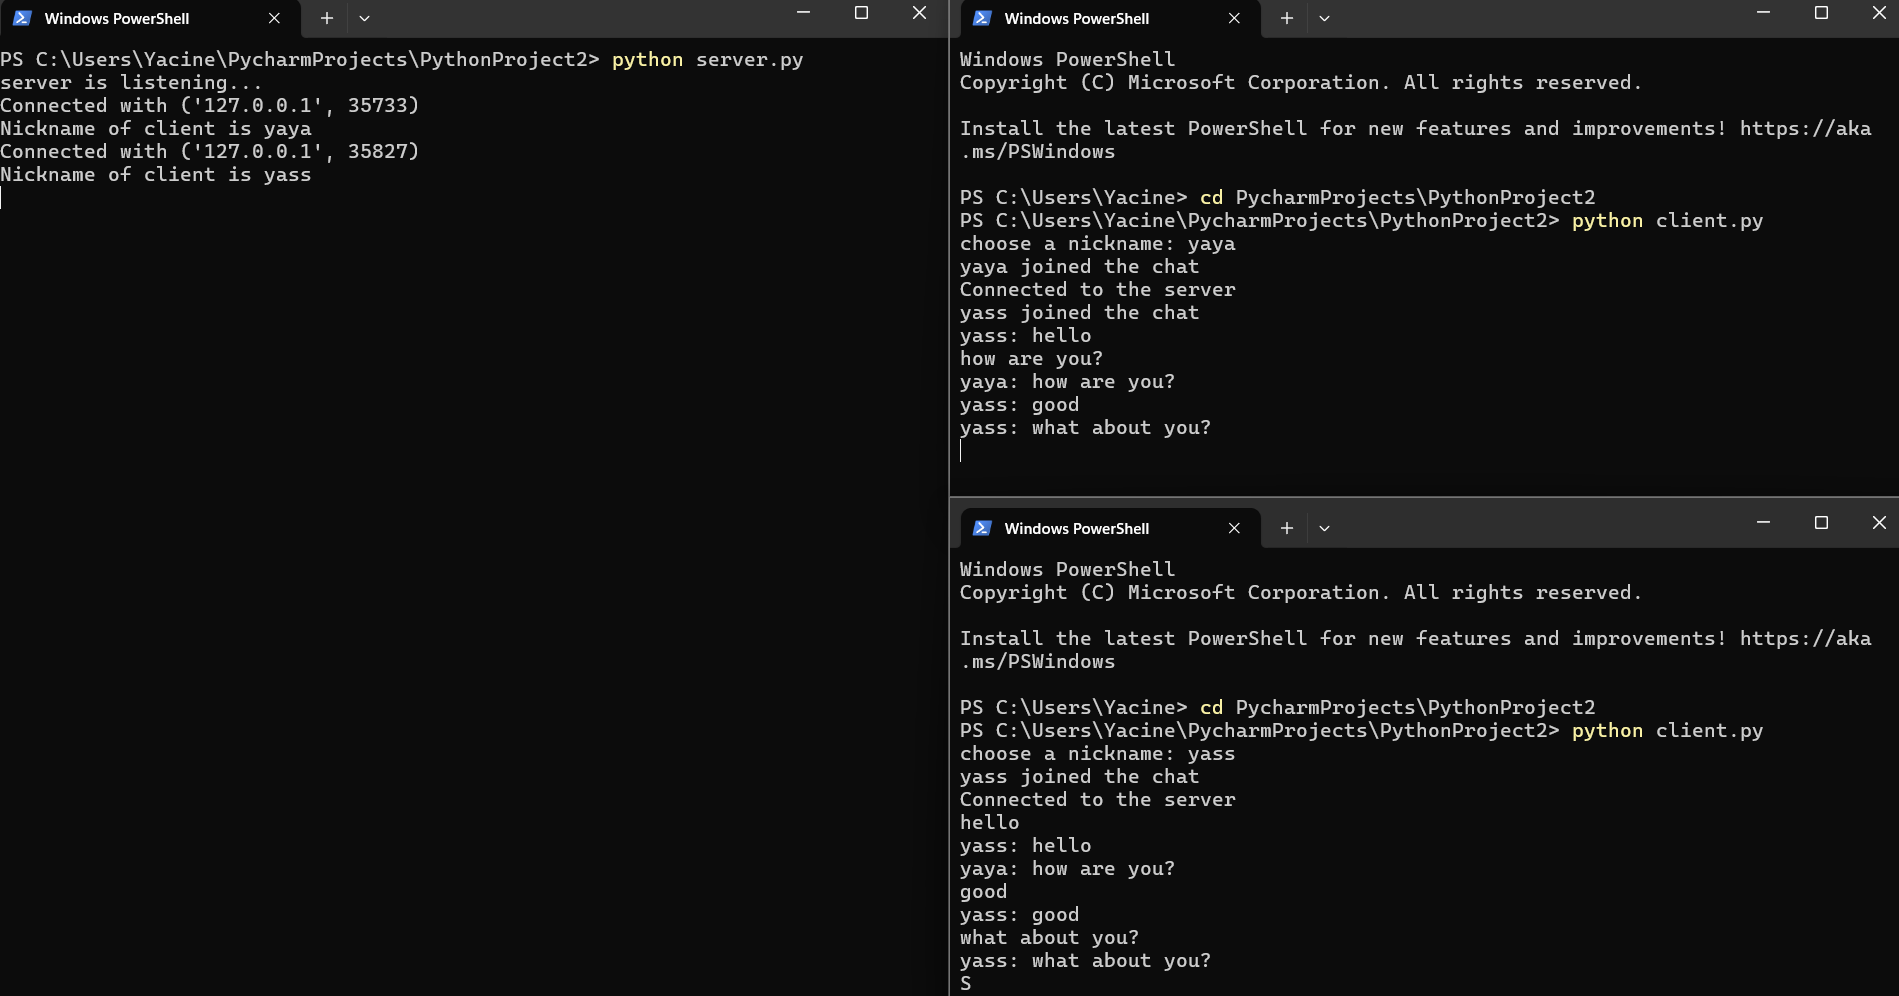 Windows PowerShell
PS C:\Users\Yacine\PycharmProjects\PythonProject2> python server.py
server is listening...
Connected with ('127.0.0.1', 35733)
Nickname of client is yaya
Connected with ('127.0.0.1', 35827)
Nickname of client is yass
Windows PowerShell
Windows PowerShell
Copyright (C) Microsoft Corporation. All rights reserved.
Install the latest PowerShell for new features and improvements! https://aka
.ms/PSWindows
PS C:\Users\Yacine> cd PycharmProjects\PythonProject2
PS C:\Users\Yacine\PycharmProjects\PythonProject2> python client.py
choose a nickname: yaya
yaya joined the chat
Connected to the server
yass joined the chat
yass: hello
how are you?
yaya: how are you?
yass: good
yass: what about you?
Windows PowerShell
Windows PowerShell
Copyright (C) Microsoft Corporation. All rights reserved.
Install the latest PowerShell for new features and improvements! https://aka
.ms/PSWindows
PS C:\Users\Yacine> cd PycharmProjects\PythonProject2
PS C:\Users\Yacine\PycharmProjects\PythonProject2> python client.py
choose a nickname: yass
yass joined the chat
Connected to the server
hello
yass: hello
yaya: how are you?
good
yass: good
what about you?
yass: what about you?
S